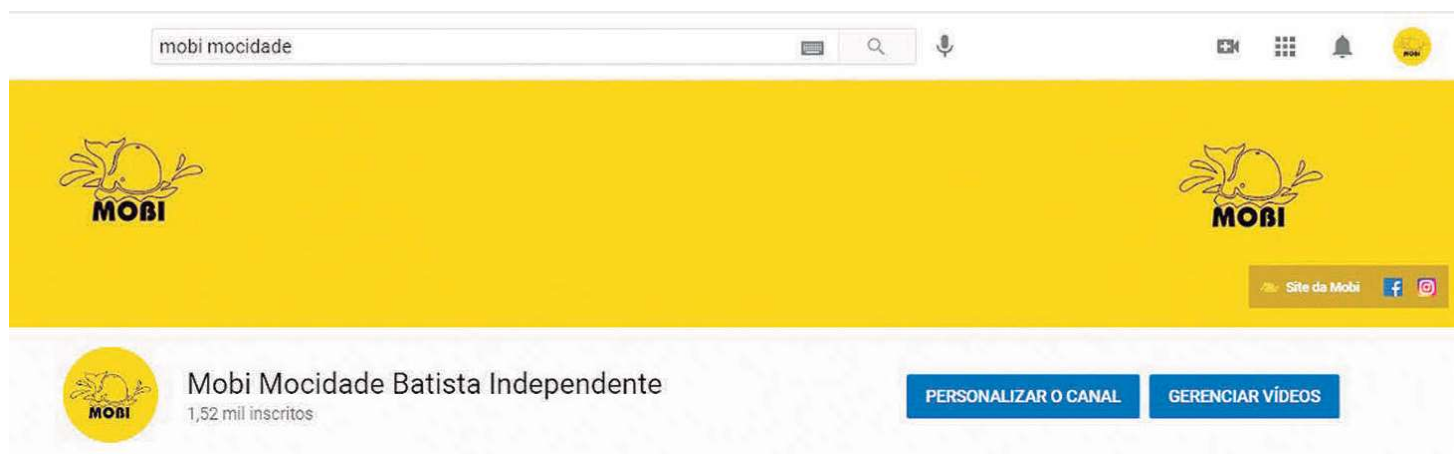 mobi mocidade
MOBI
MOBI
MOBI
Site da Mobi
MOBI
Mobi Mocidade Batista Independente
1,52 mil inscritos
PERSONALIZAR O CANAL
GERENCIAR VÍDEOS